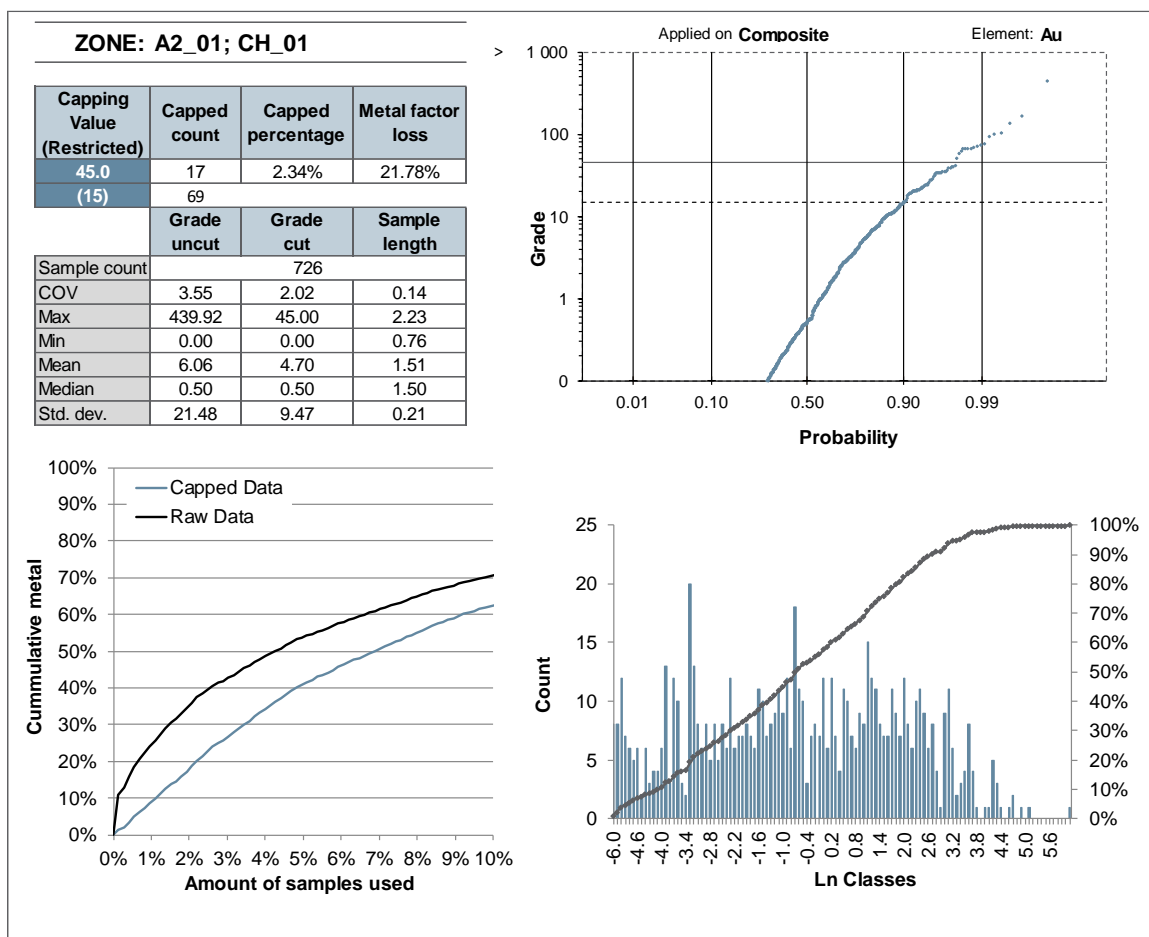 ZONE: A2_01; CH_01
>
Applied on Composite Element: Au
Capping Value (Restricted) Capped count Capped percentage Metal factor loss
45.0 17 2.34% 21.78%
(15) 69
Grade uncut Grade cut Sample length
Sample count 726
COV 3.55 2.02 0.14
Max 439.92 45.00 2.23
Min 0.00 0.00 0.76
Mean 6.06 4.70 1.51
Median 0.50 0.50 1.50
Std. dev. 21.48 9.47 0.21
Grade
1 000
100
10
1
0
0.01 0.10 0.50 0.90 0.99
Probability
Cummulative metal
100%
90%
80%
70%
60%
50%
40%
30%
20%
10%
0%
Capped Data
Raw Data
0% 1% 2% 3% 4% 5% 6% 7% 8% 9% 10%
Amount of samples used
Count
25
20
15
10
5
0
100%
90%
80%
70%
60%
50%
40%
30%
20%
10%
0%
-6.0 -4.6 -4.0 -3.4 -2.8 -2.2 -1.6 -1.0 -0.4 0.2 0.8 1.4 2.0 2.6 3.2 3.8 4.4 5.0 5.6
Ln Classes